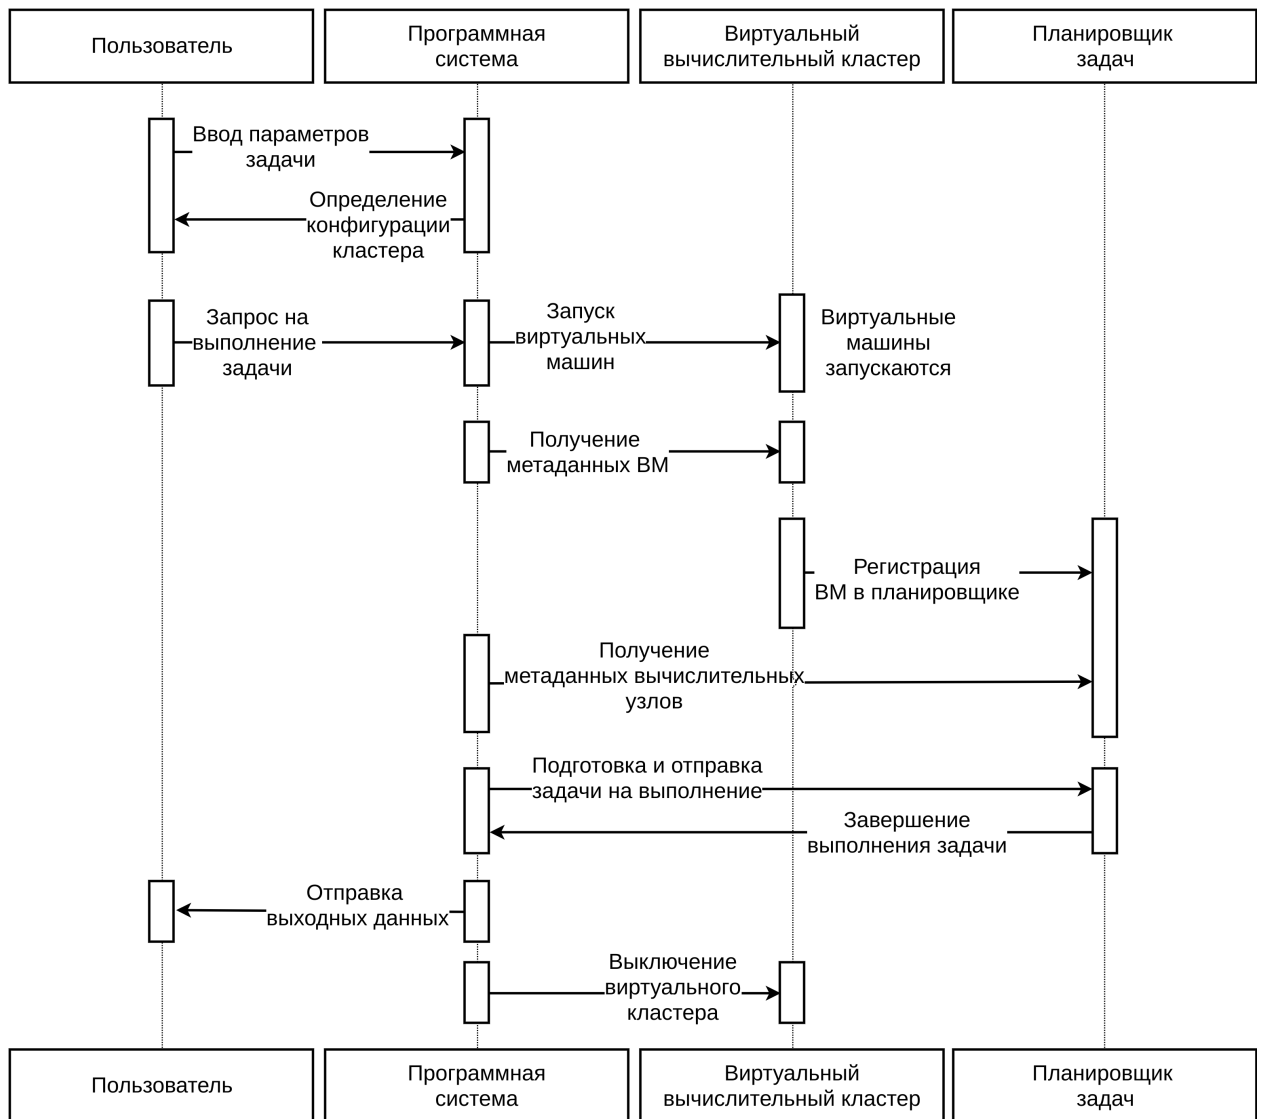 Пользователь
Программная
система
Виртуальный
вычислительный кластер
Планировщик
задач
Ввод параметров
задачи
Определение
конфигурации
кластера
Запрос на
выполнение
задачи
Запуск
виртуальных
машин
Виртуальные
машины
запускаются
Получение
метаданных ВМ
Регистрация
ВМ в планировщике
Получение
метаданных вычислительных
узлов
Подготовка и отправка
задачи на выполнение
Завершение
выполнения задачи
Отправка
выходных данных
Выключение
виртуального
кластера
Пользователь
Программная
система
Виртуальный
вычислительный кластер
Планировщик
задач